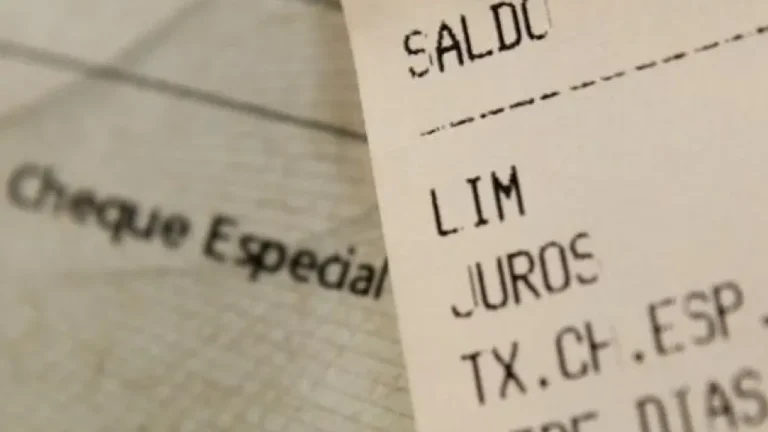 Cheque Especial
SALDO
LIM
JUROS
TX.CH.ESP.
DIAS